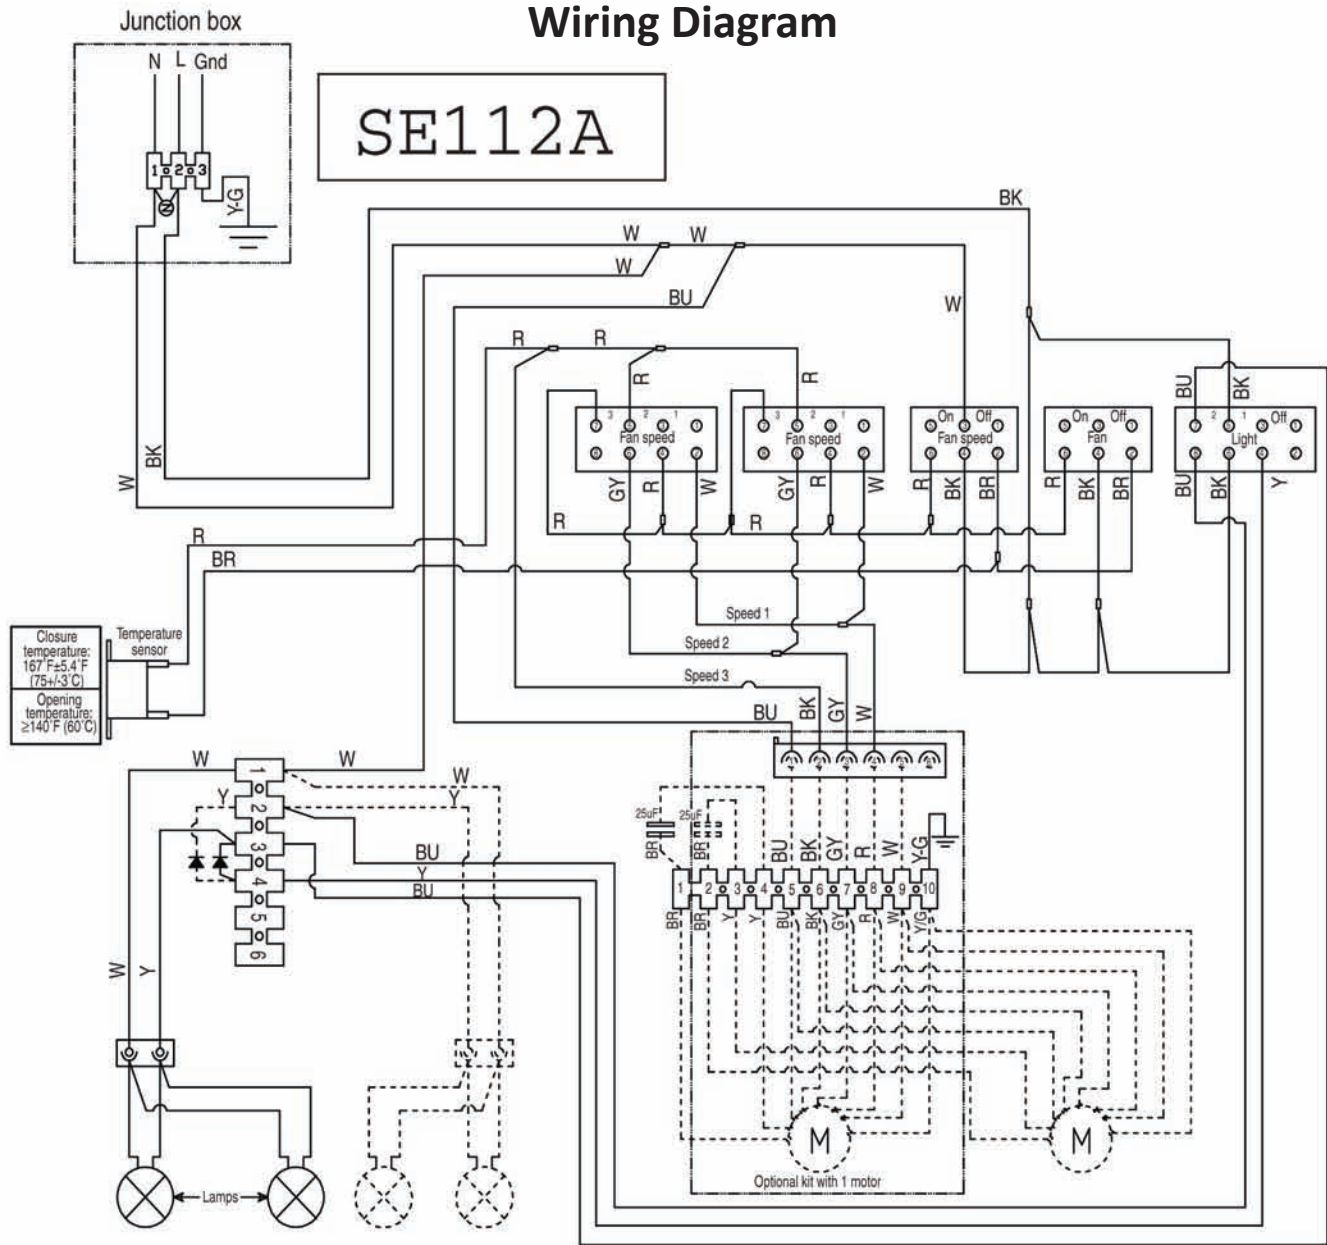 Wiring Diagram
Junction box
N L Gnd
SE112A
1 2 3
N
Y-G
BK
W W
W
BU
W
R R
R R
BU BK
3 2 1
Fan speed
3 2 1
Fan speed
On Off
Fan speed
On Off
Fan
2 1 Off
Light
GY R W
GY R W
R BK BR
R BK BR
BU BK Y
W BK
R R
R
BR
Speed 1
Speed 2
Speed 3
Closure
temperature:
167°F±5.4°F
(75+/-3°C)
Opening
temperature:
≥140°F (60°C)
Temperature
sensor
BU BK GY W
W W
W
Y Y
1
2
3
4
5
6
BU
Y
BU
W Y
25uF 25uF
BR BR BU BK GY R W Y-G
1 2 3 4 5 6 7 8 9 10
BR BR Y Y BU BK GY R W Y/G
M M
Optional kit with 1 motor
Lamps